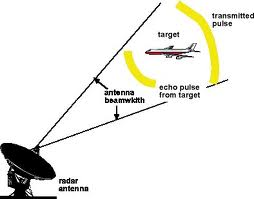 transmitted
pulse
target
antenna
beamwidth
echo pulse
from target
radar
antenna